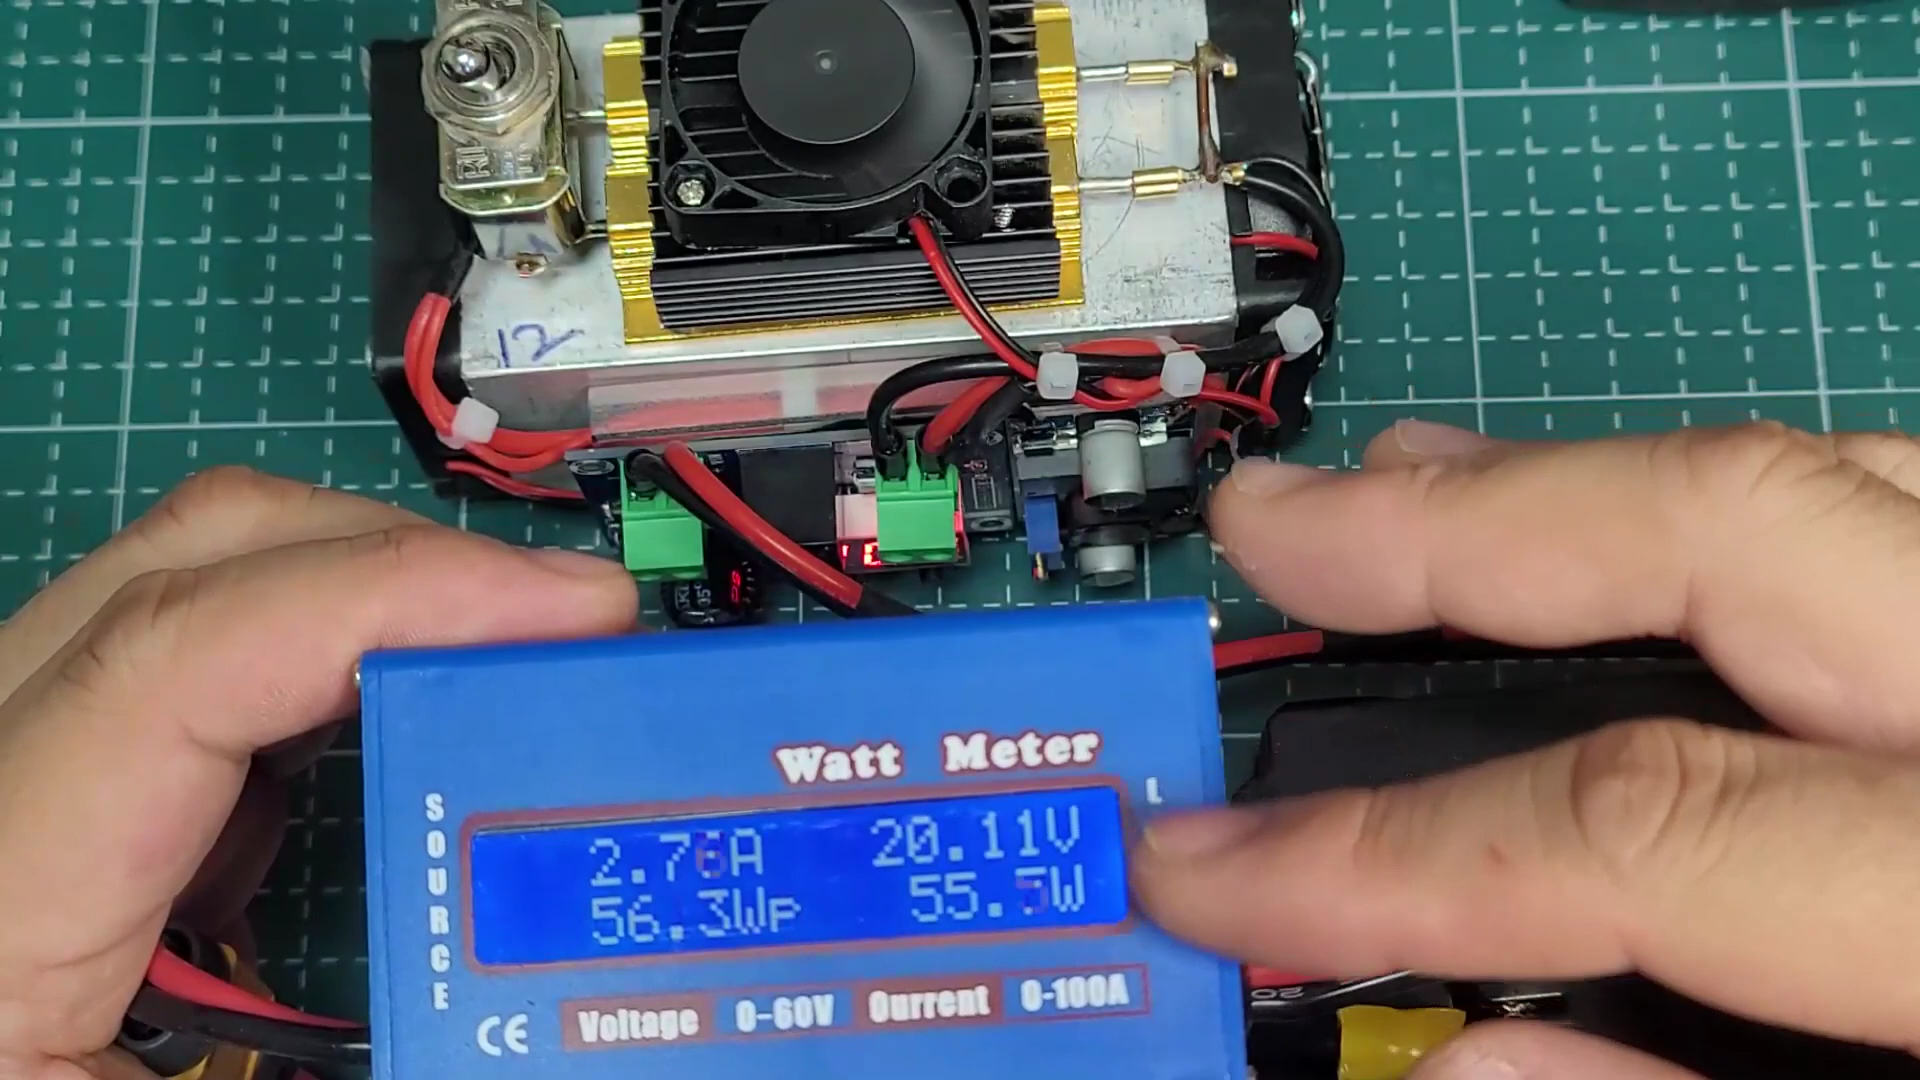 12
Watt Meter
SOURCE
L
2.76A 20.11V
56.3Wp 55.5W
CE
Voltage 0-60V Current 0-100A